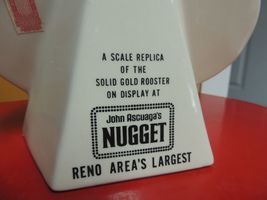 A SCALE REPLICA
OF THE
SOLID GOLD ROOSTER
ON DISPLAY AT
John Ascuaga's
NUGGET
RENO AREA'S LARGEST